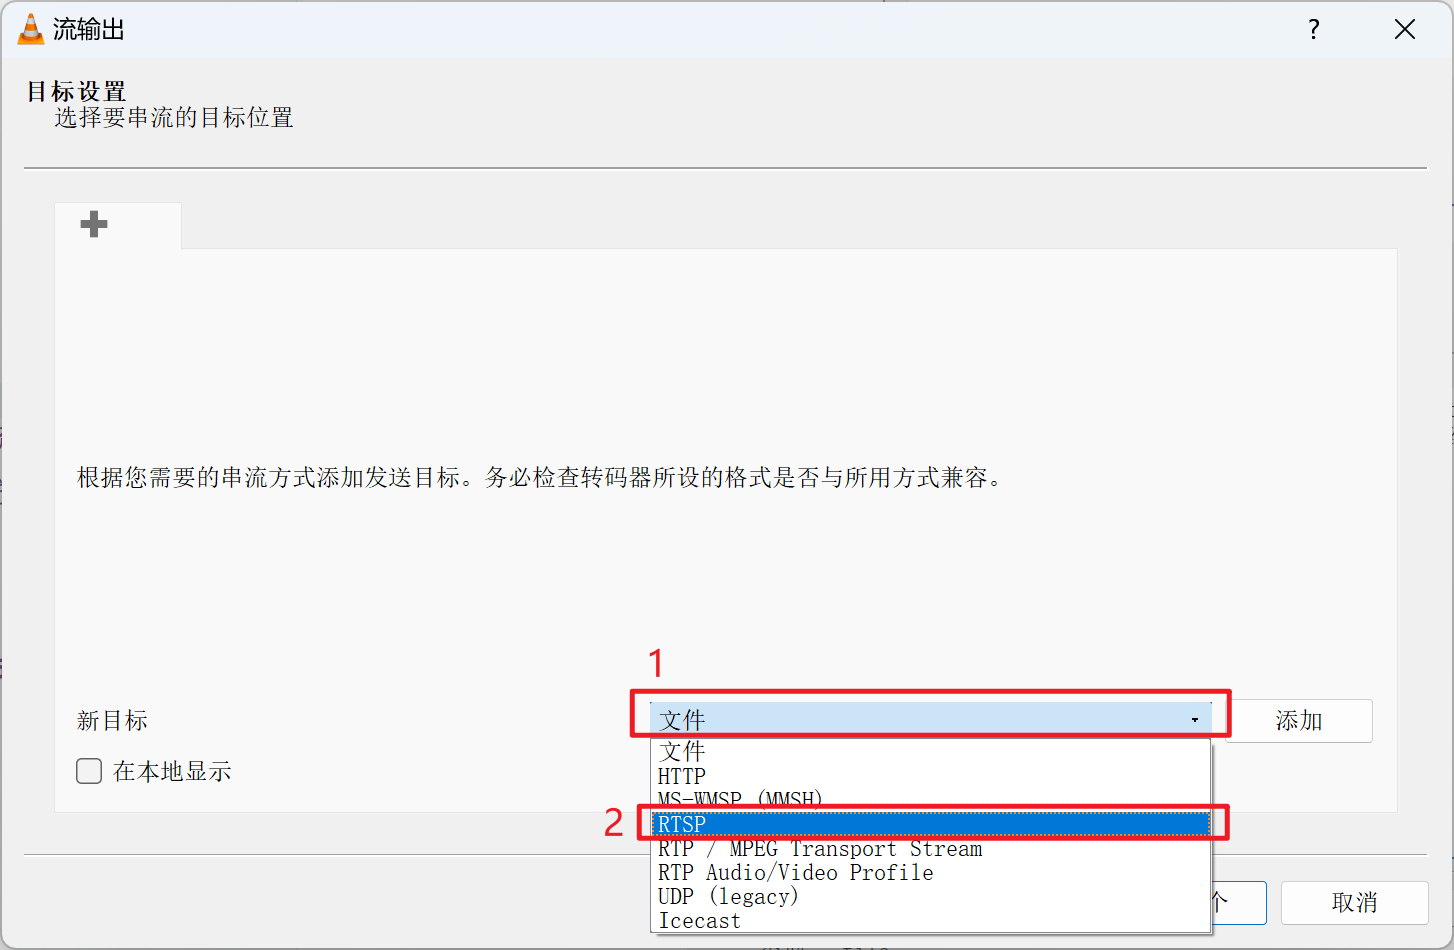 流输出
?
目标设置
选择要串流的目标位置
根据您需要的串流方式添加发送目标。务必检查转码器所设的格式是否与所用方式兼容。
1
新目标
文件
添加
在本地显示
文件
HTTP
MS-WMSP (MMSH)
2
RTSP
RTP / MPEG Transport Stream
RTP Audio/Video Profile
UDP (legacy)
Icecast
个
取消